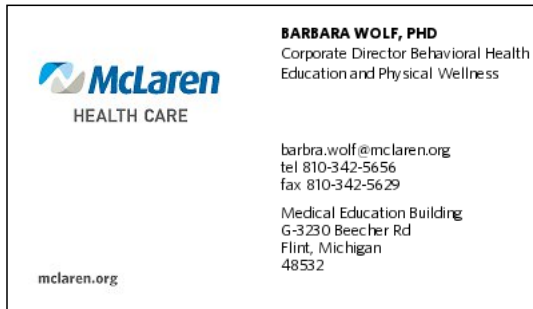 McLaren
HEALTH CARE
mclaren.org
BARBARA WOLF, PHD
Corporate Director Behavioral Health
Education and Physical Wellness
barbra.wolf@mclaren.org
tel 810-342-5656
fax 810-342-5629
Medical Education Building
G-3230 Beecher Rd
Flint, Michigan
48532